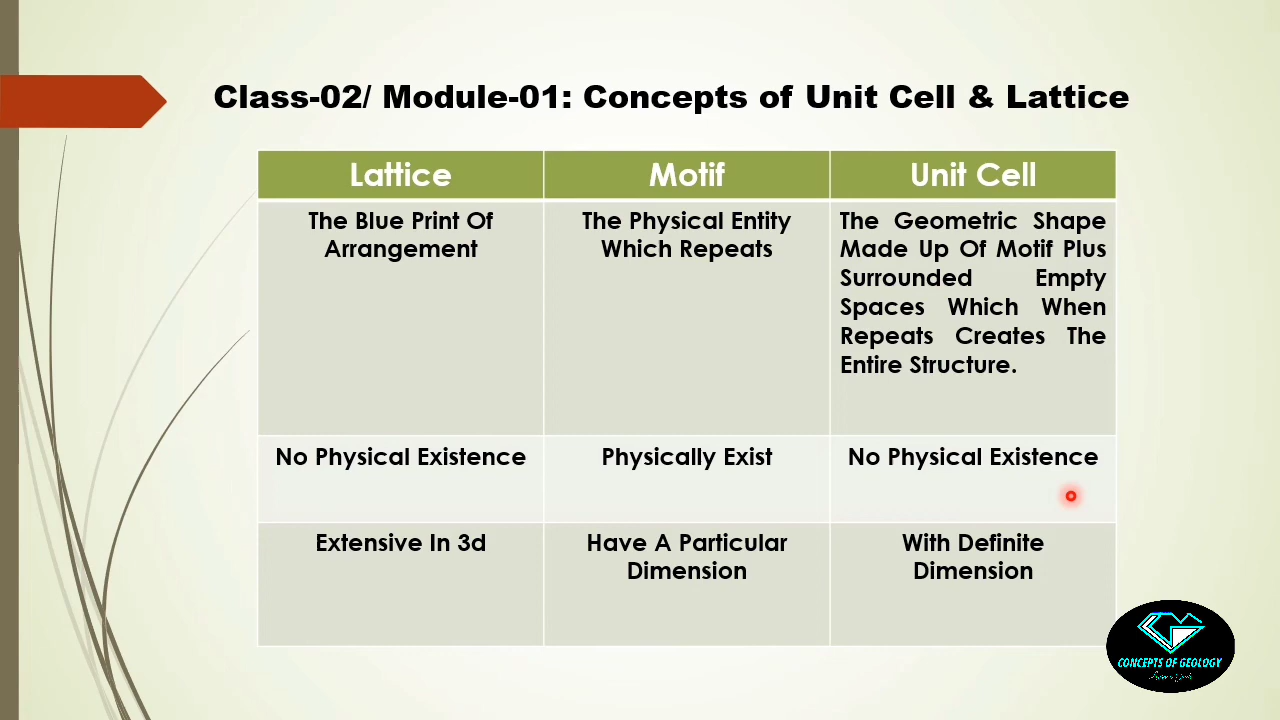 Class-02/ Module-01: Concepts of Unit Cell & Lattice
Lattice
Motif
Unit Cell
The Blue Print Of
Arrangement
The Physical Entity
Which Repeats
The Geometric Shape
Made Up Of Motif Plus
Surrounded Empty
Spaces Which When
Repeats Creates The
Entire Structure.
No Physical Existence
Physically Exist
No Physical Existence
Extensive In 3d
Have A Particular
Dimension
With Definite
Dimension
CONCEPTS OF GEOLOGY